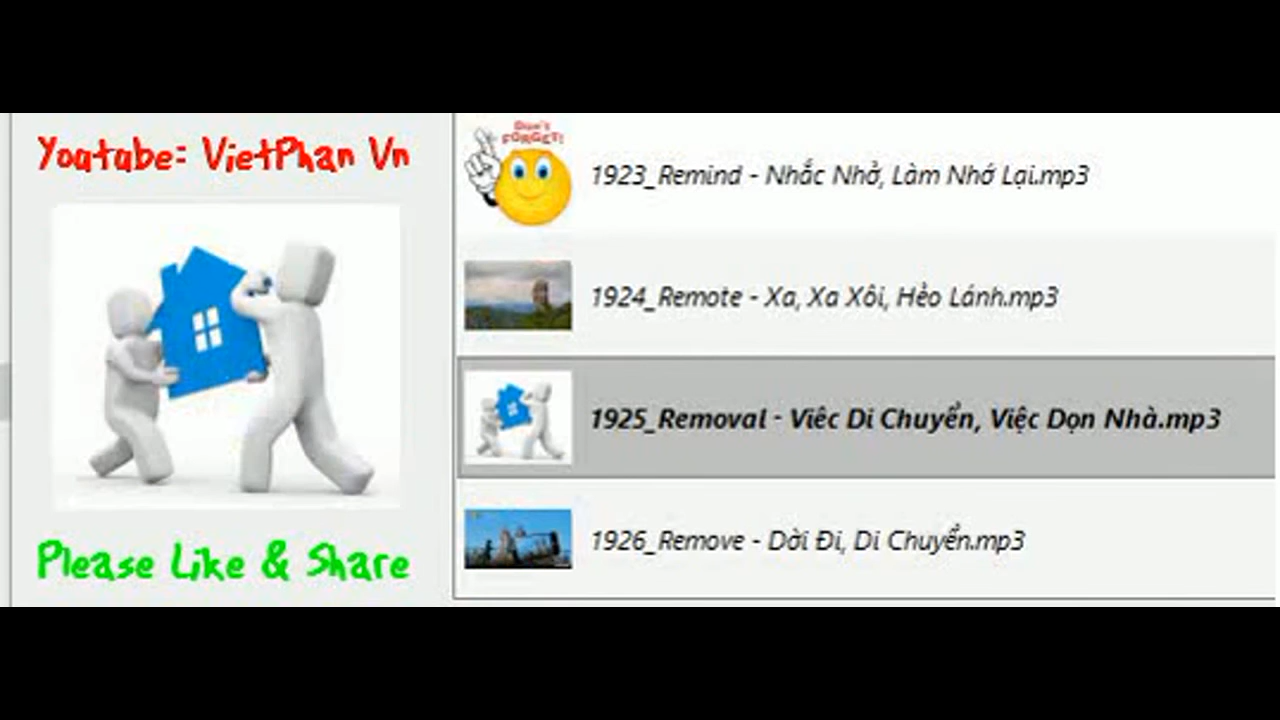 Youtube: VietPhan Vn
Please Like & Share
Don't
FORGET!
1923_Remind - Nhắc Nhở, Làm Nhớ Lại.mp3
1924_Remote - Xa, Xa Xôi, Hẻo Lánh.mp3
1925_Removal - Viêc Di Chuyển, Việc Dọn Nhà.mp3
1926_Remove - Dời Đi, Di Chuyển.mp3